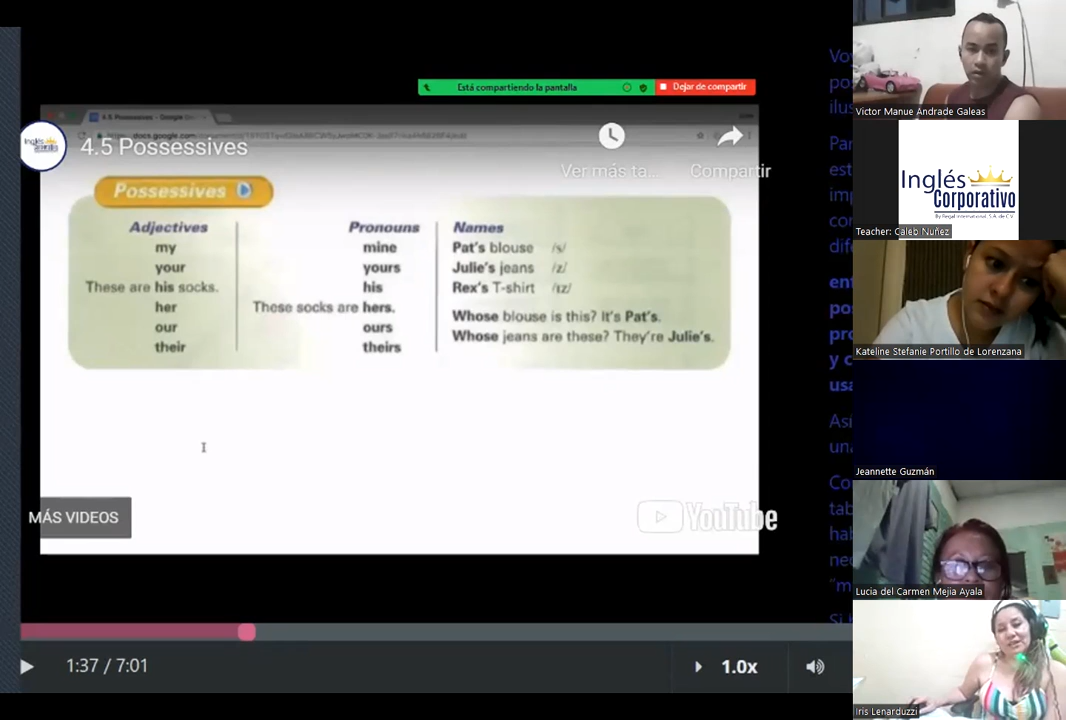 Está compartiendo la pantalla
Dejar de compartir
4.5 Possessives
Ver más ta...
Compartir
Possessives
Adjectives Pronouns Names
my mine Pat's blouse /s/
your yours Julie's jeans /z/
These are his socks. his Rex's T-shirt /ɪz/
her These socks are hers.
our ours Whose blouse is this? It's Pat's.
their theirs Whose jeans are these? They're Julie's.
MÁS VIDEOS
YouTube
1:37 / 7:01
1.0x
Victor Manue Andrade Galeas
Inglés
Corporativo
By Regal International, S.A. de C.V.
Teacher: Caleb Nuñez
Kateline Stefanie Portillo de Lorenzana
Jeannette Guzmán
Lucia del Carmen Mejia Ayala
Iris Lenarduzzi